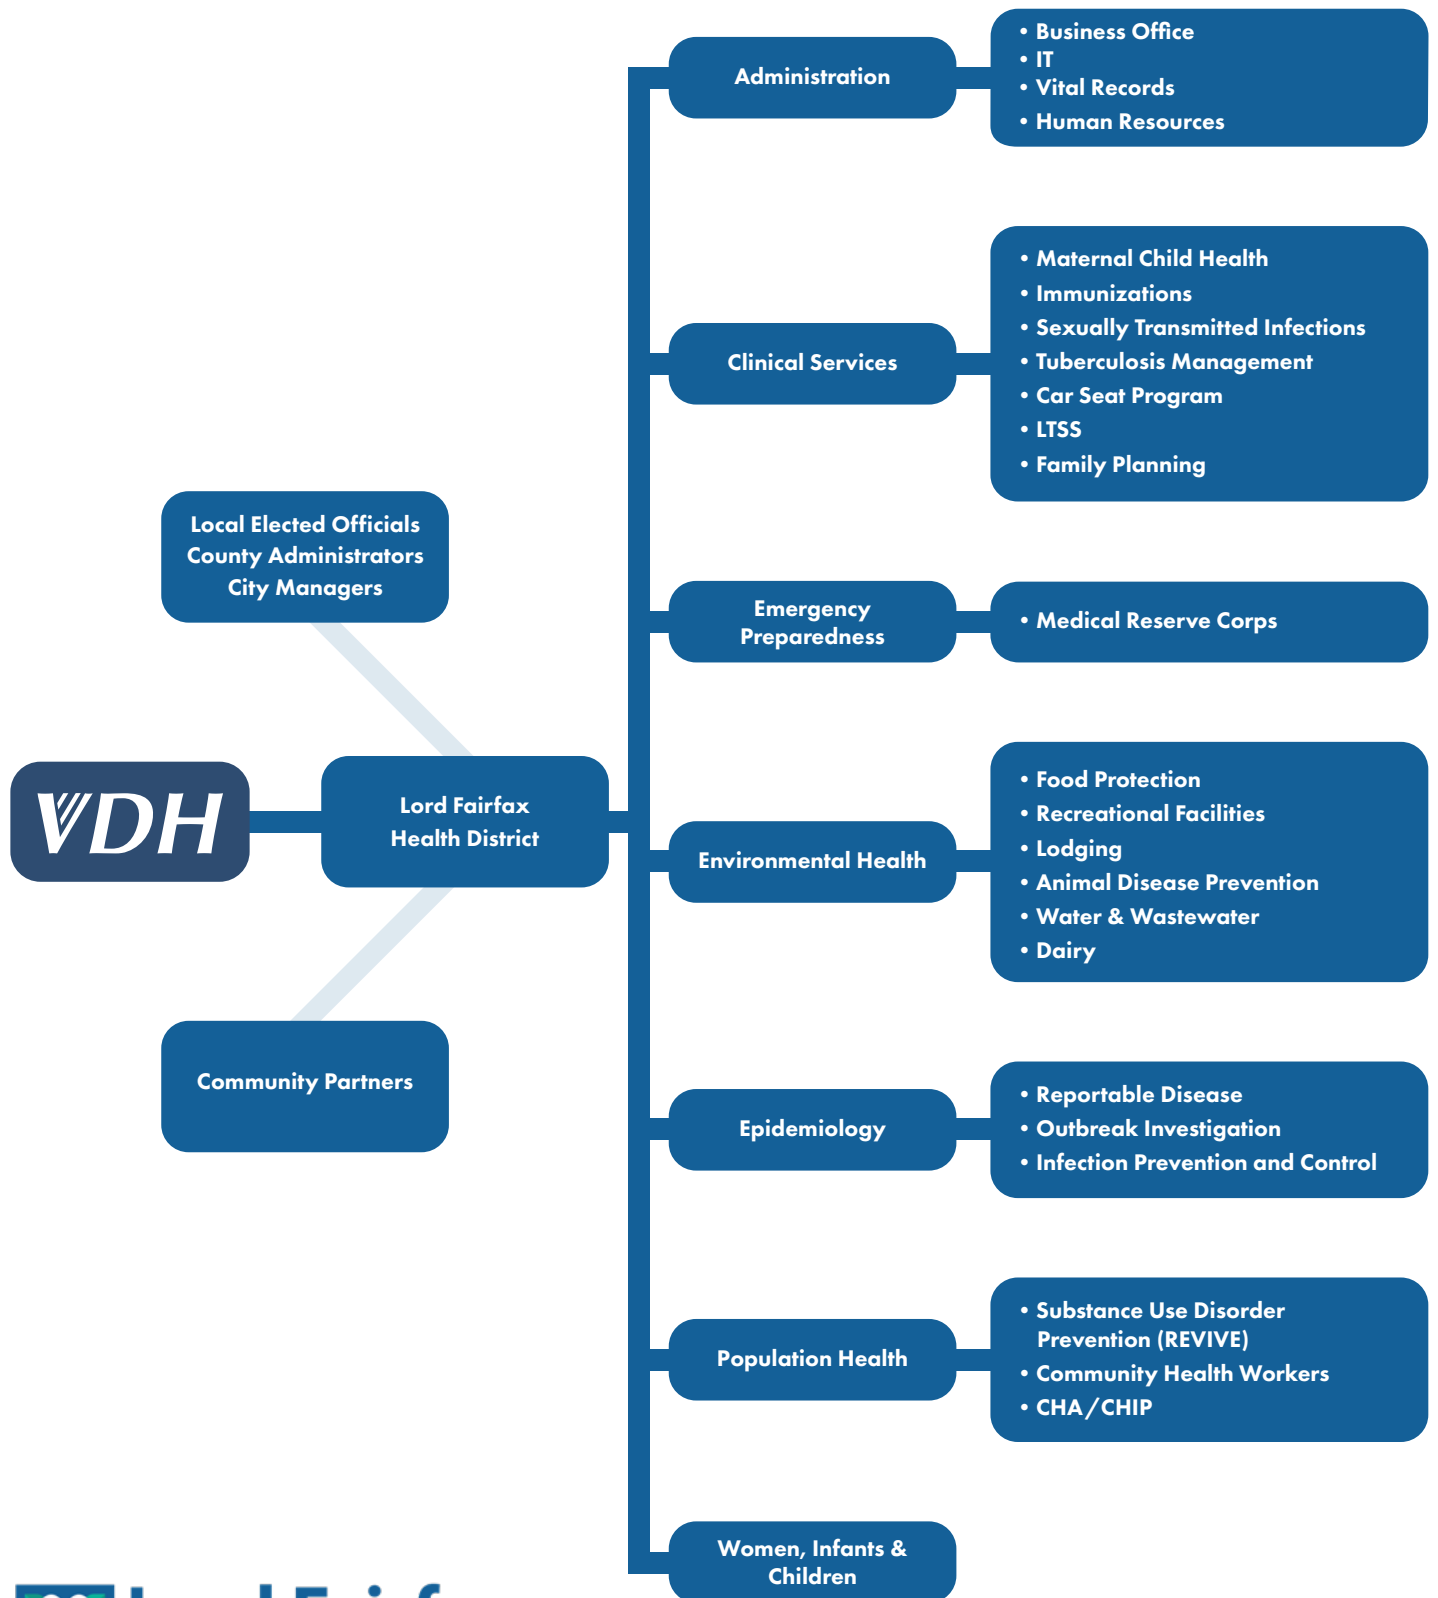 Administration
• Business Office
• IT
• Vital Records
• Human Resources
Clinical Services
• Maternal Child Health
• Immunizations
• Sexually Transmitted Infections
• Tuberculosis Management
• Car Seat Program
• LTSS
• Family Planning
Local Elected Officials
County Administrators
City Managers
Emergency
Preparedness
• Medical Reserve Corps
VDH
Lord Fairfax
Health District
Environmental Health
• Food Protection
• Recreational Facilities
• Lodging
• Animal Disease Prevention
• Water & Wastewater
• Dairy
Community Partners
Epidemiology
• Reportable Disease
• Outbreak Investigation
• Infection Prevention and Control
Population Health
• Substance Use Disorder
Prevention (REVIVE)
• Community Health Workers
• CHA/CHIP
Women, Infants &
Children